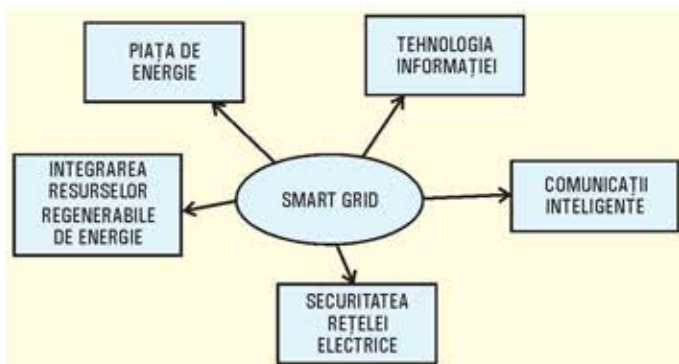 PIAȚA DE
ENERGIE
TEHNOLOGIA
INFORMAȚIEI
INTEGRAREA
RESURSELOR
REGENERABILE
DE ENERGIE
SMART GRID
COMUNICAȚII
INTELIGENTE
SECURITATEA
REȚELEI
ELECTRICE